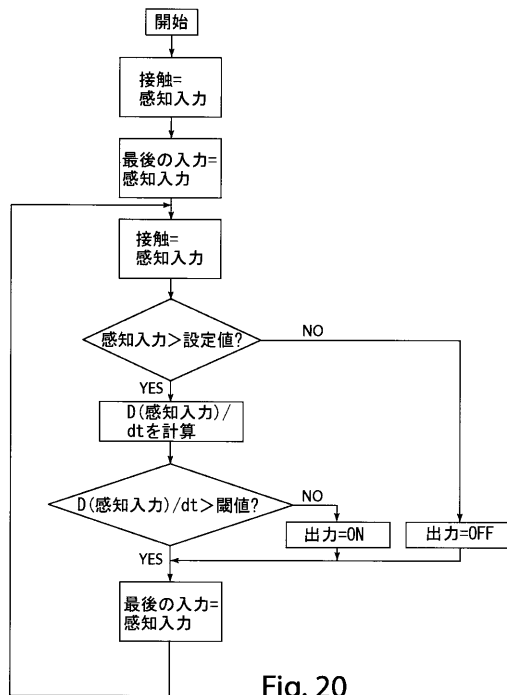 開始
接触=
感知入力
最後の入力=
感知入力
接触=
感知入力
感知入力>設定値?
NO
YES
D(感知入力)/
dtを計算
D(感知入力)/dt>閾値?
NO
出力=ON
出力=OFF
YES
最後の入力=
感知入力
Fig. 20